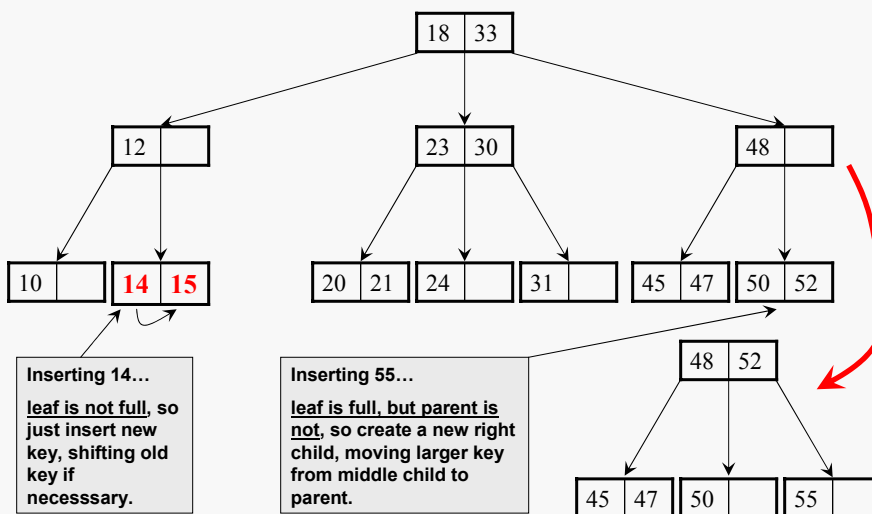 18 33
12
23 30
48
10
14 15
20 21
24
31
45 47
50 52
Inserting 14…
leaf is not full, so
just insert new
key, shifting old
key if
necesssary.
Inserting 55…
leaf is full, but parent is
not, so create a new right
child, moving larger key
from middle child to
parent.
48 52
45 47
50
55